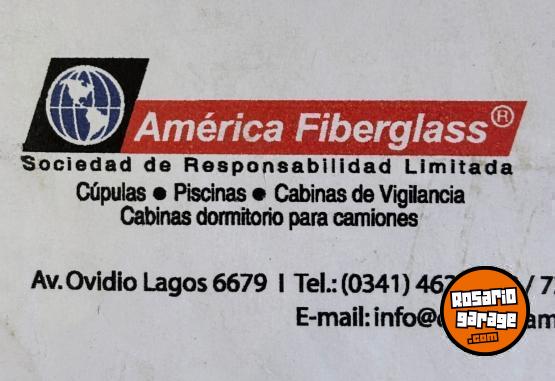 América Fiberglass®
Sociedad de Responsabilidad Limitada
Cúpulas ● Piscinas ● Cabinas de Vigilancia
Cabinas dormitorio para camiones
Av. Ovidio Lagos 6679 | Tel.: (0341) 462 / 7
E-mail: info@
Rosario
garage
.com